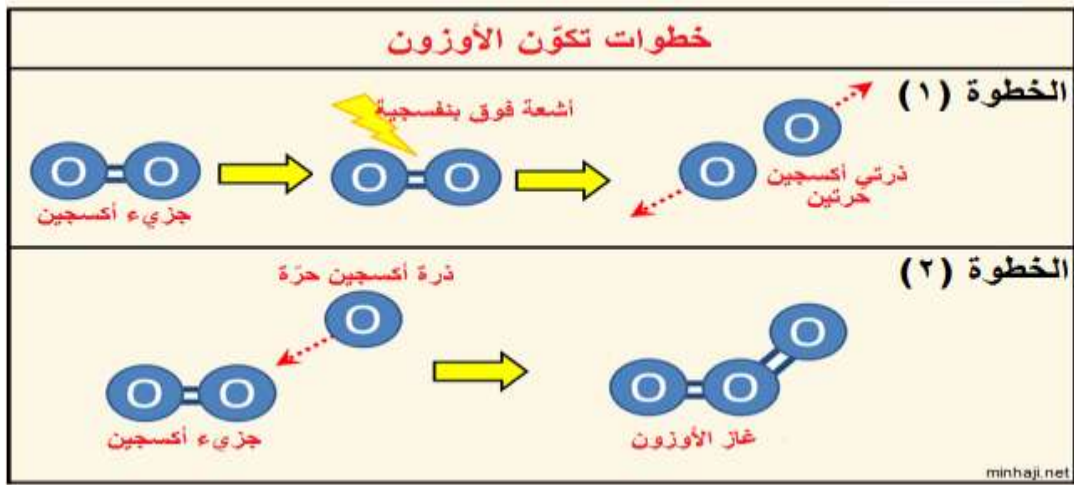 خطوات تكوّن الأوزون
الخطوة (١)
أشعة فوق بنفسجية
O=O
O=O
O
O
جزيء أكسجين
ذرتي أكسجين
حرتين
الخطوة (٢)
ذرة أكسجين حرّة
O
O=O
O=O=O
جزيء أكسجين
غاز الأوزون
minhaji.net